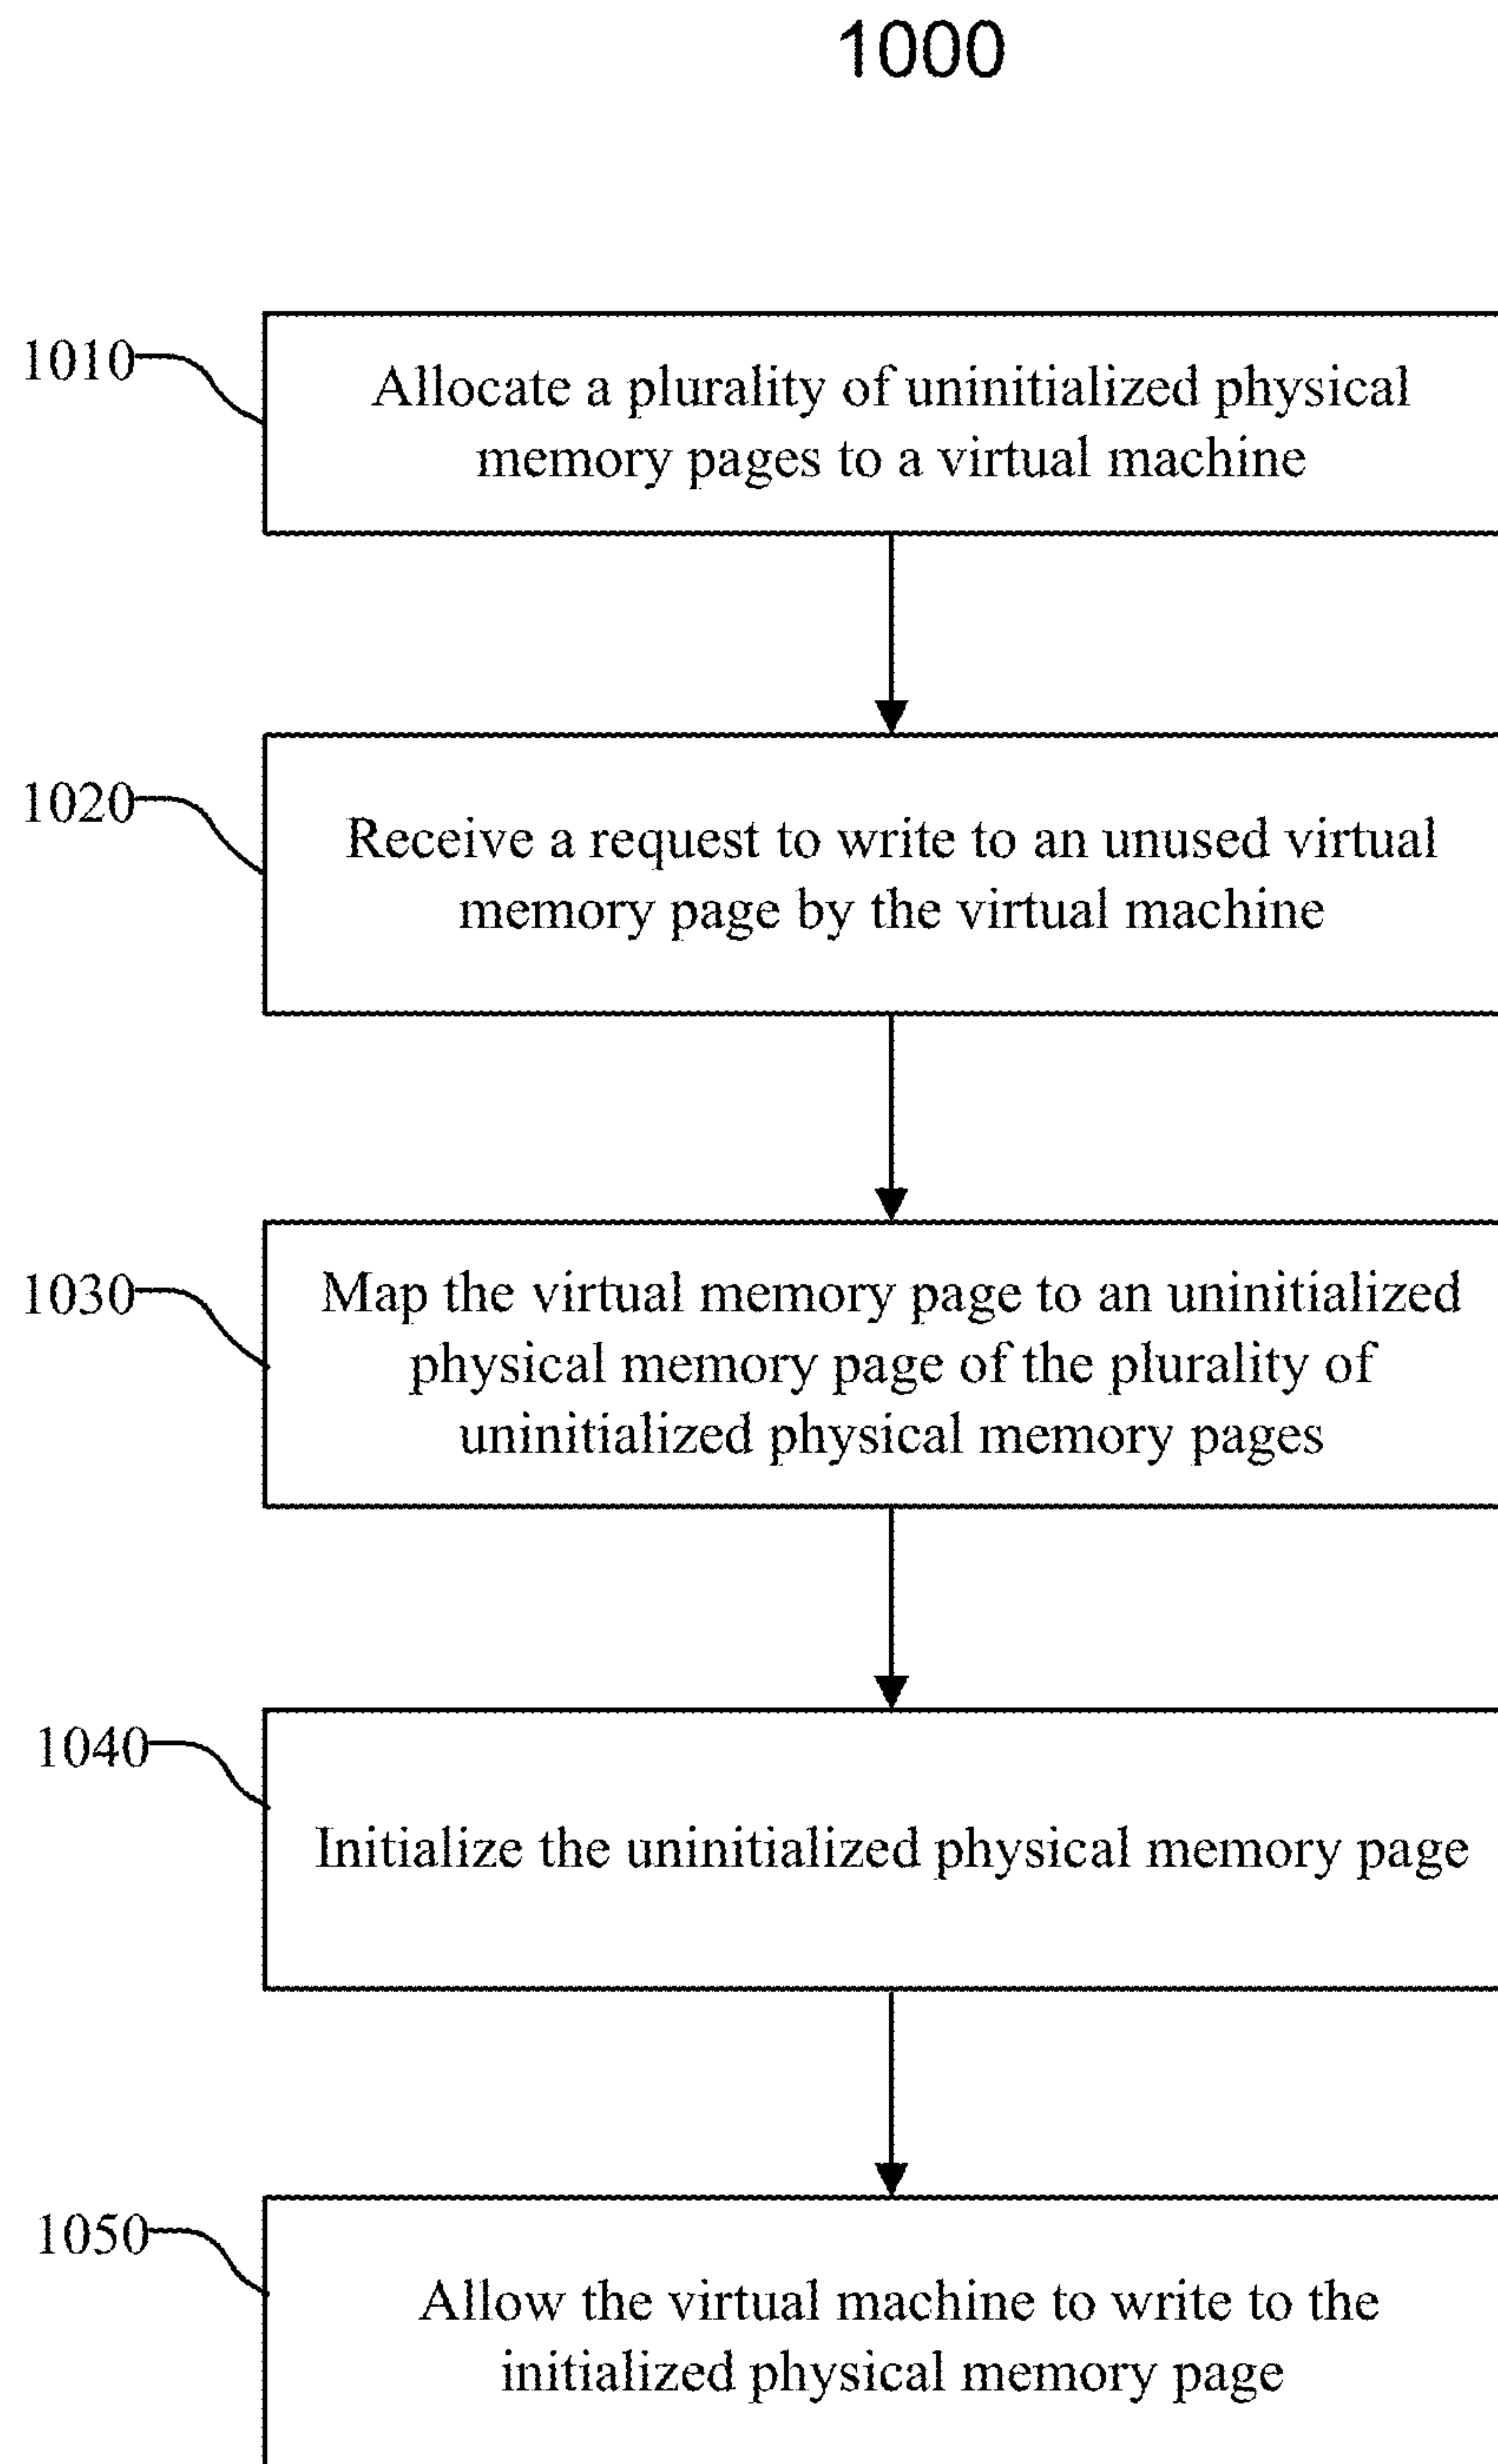 1000
1010
Allocate a plurality of uninitialized physical
memory pages to a virtual machine
1020
Receive a request to write to an unused virtual
memory page by the virtual machine
1030
Map the virtual memory page to an uninitialized
physical memory page of the plurality of
uninitialized physical memory pages
1040
Initialize the uninitialized physical memory page
1050
Allow the virtual machine to write to the
initialized physical memory page